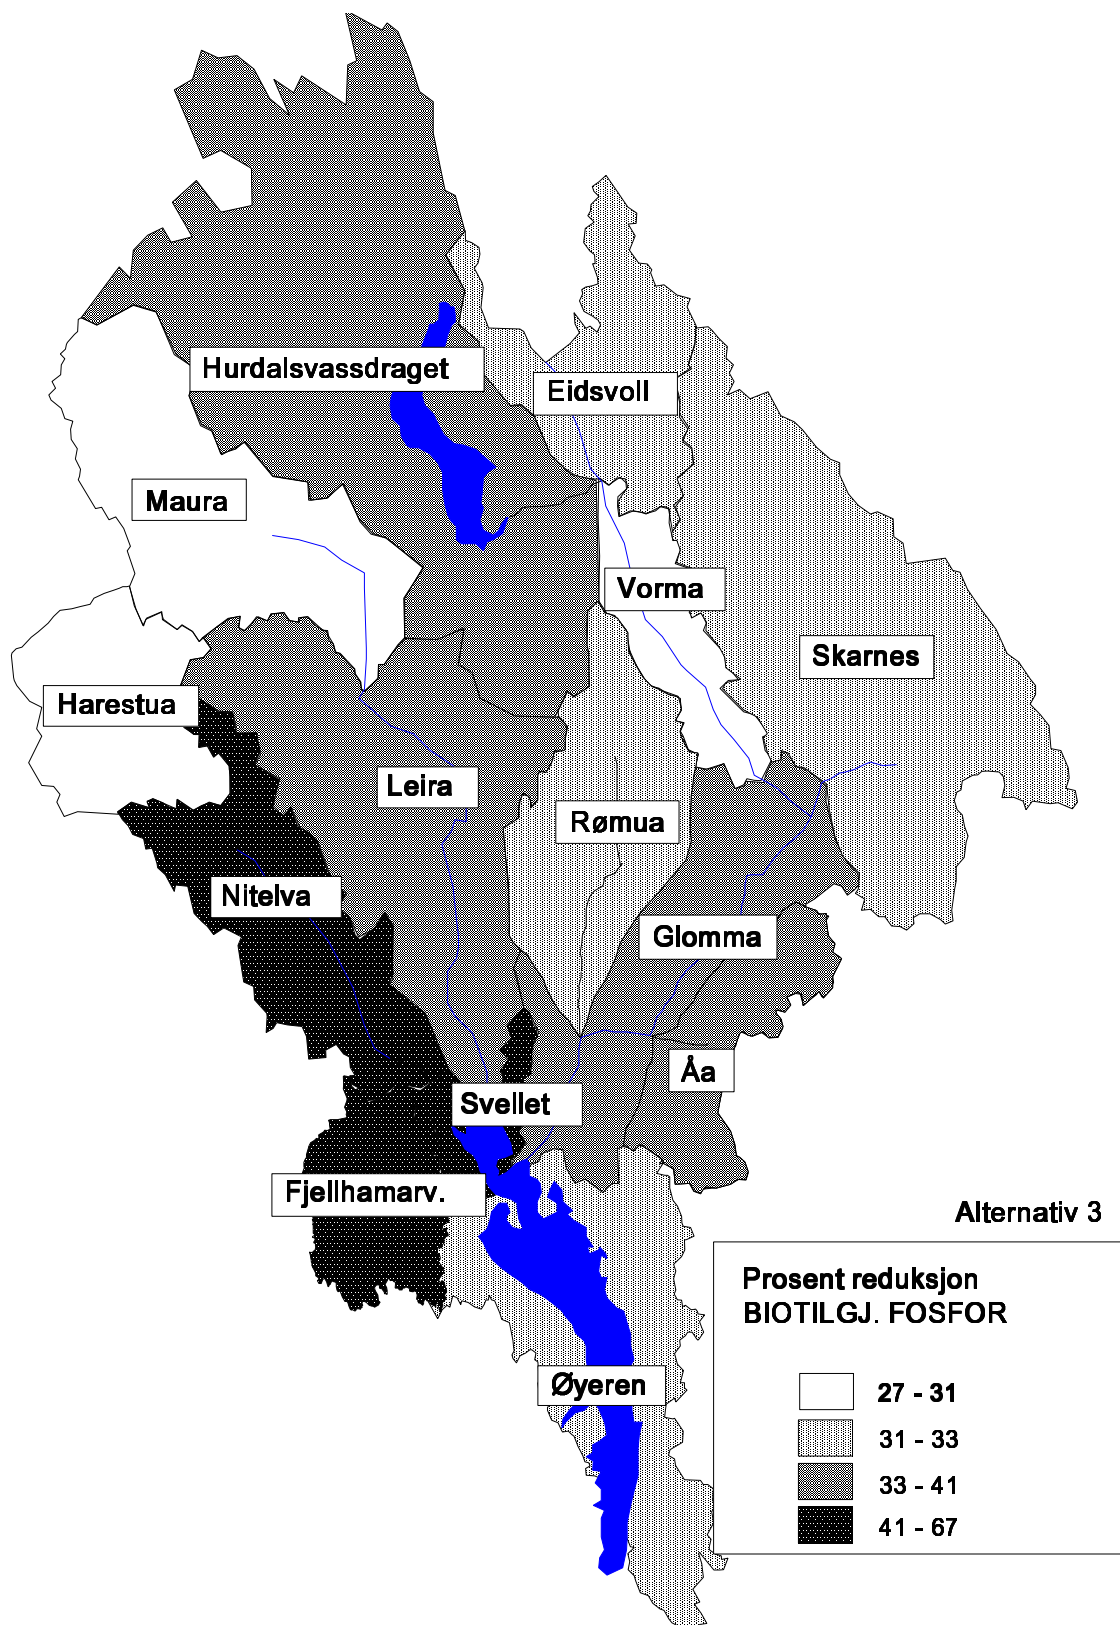 Hurdalsvassdraget
Eidsvoll
Maura
Vorma
Skarnes
Harestua
Leira
Rømua
Nitelva
Glomma
Åa
Svellet
Fjellhamarv.
Øyeren
Alternativ 3
Prosent reduksjon
BIOTILGJ. FOSFOR
27 - 31
31 - 33
33 - 41
41 - 67